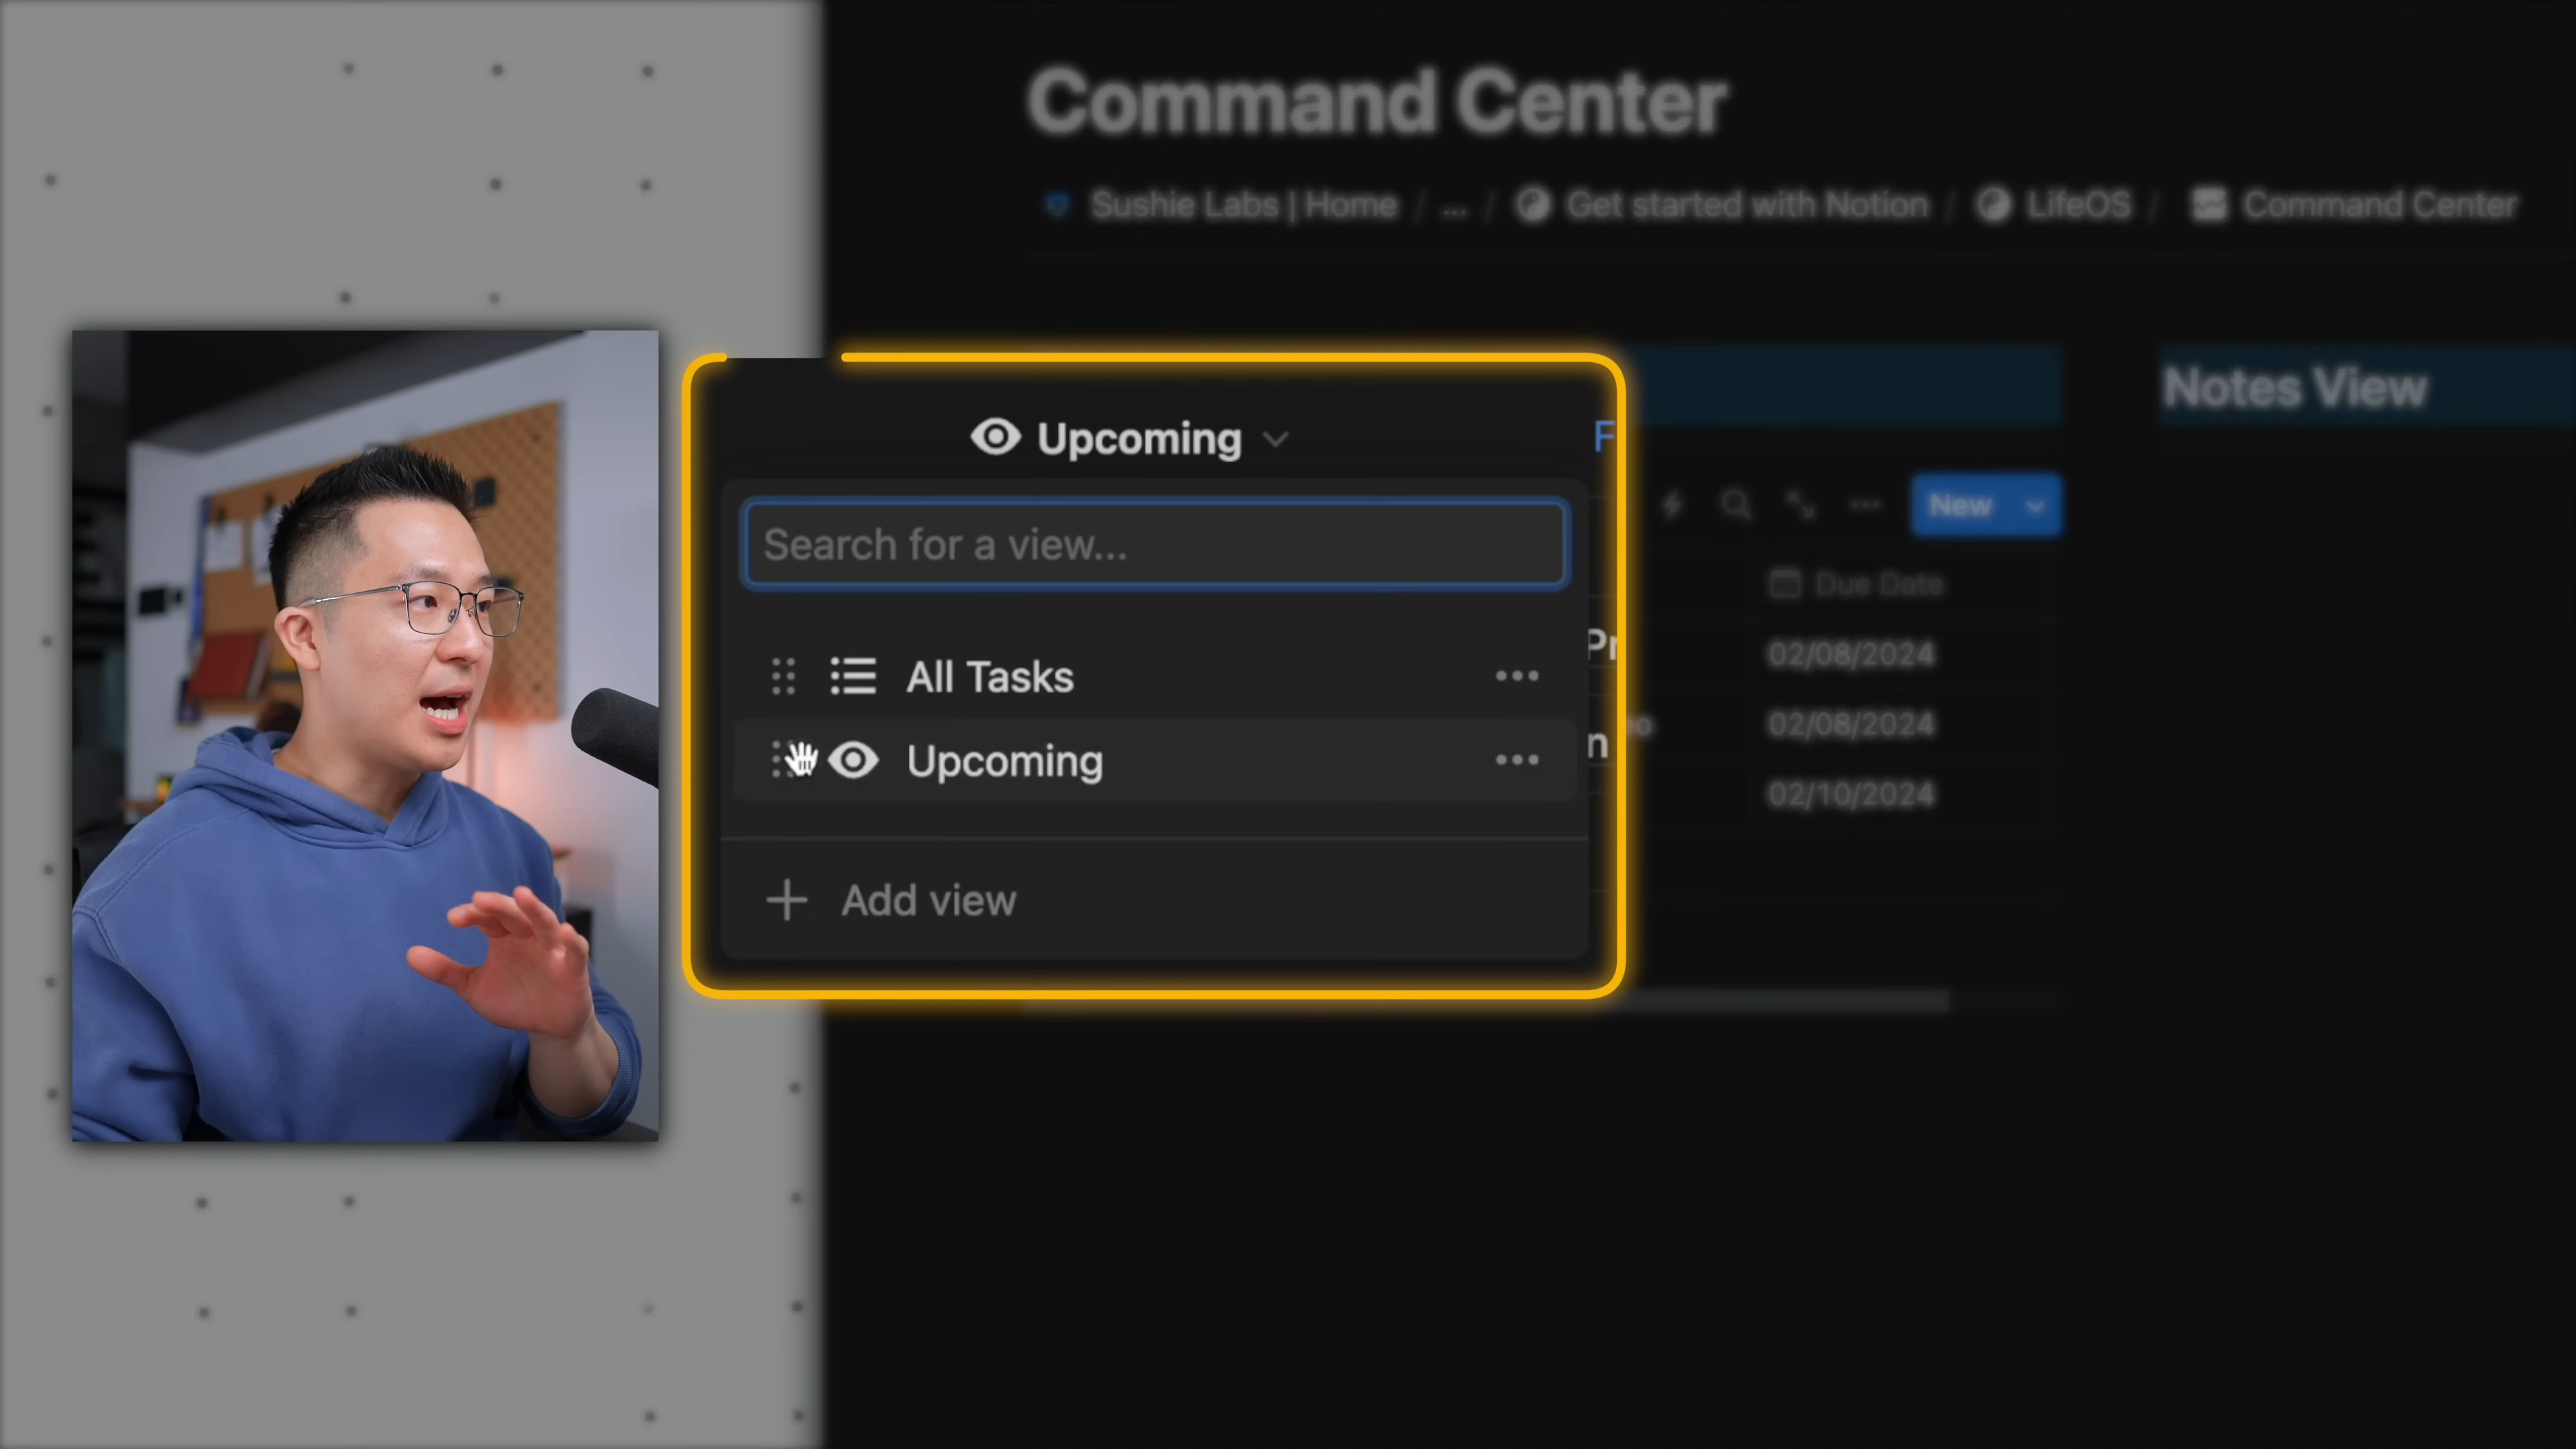 Command Center
Sushie Labs | Home / ... / Get started with Notion / LifeOS / Command Center
Notes View
Upcoming
F
Search for a view...
New
Due Date
All Tasks
Pr
02/08/2024
Upcoming
n
02/08/2024
02/10/2024
Add view